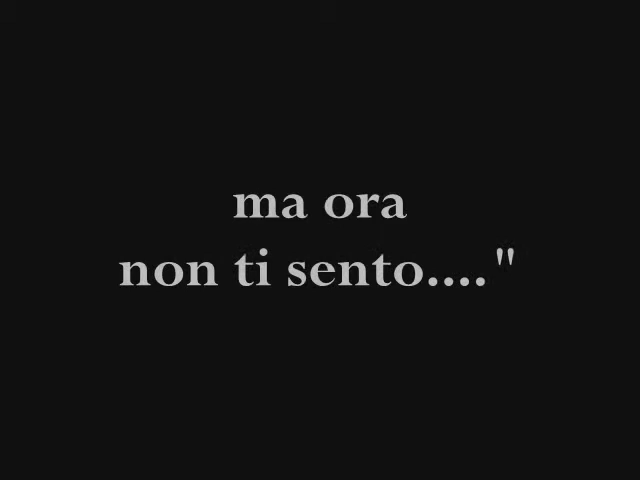 ma ora
non ti sento...."